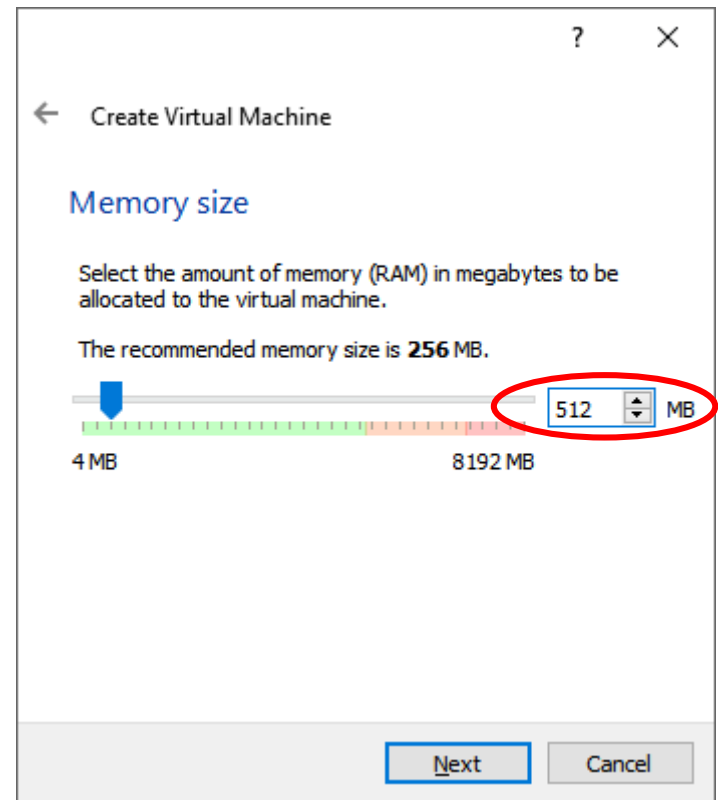 ?
Create Virtual Machine
Memory size
Select the amount of memory (RAM) in megabytes to be
allocated to the virtual machine.
The recommended memory size is 256 MB.
512 MB
4 MB 8192 MB
Next Cancel